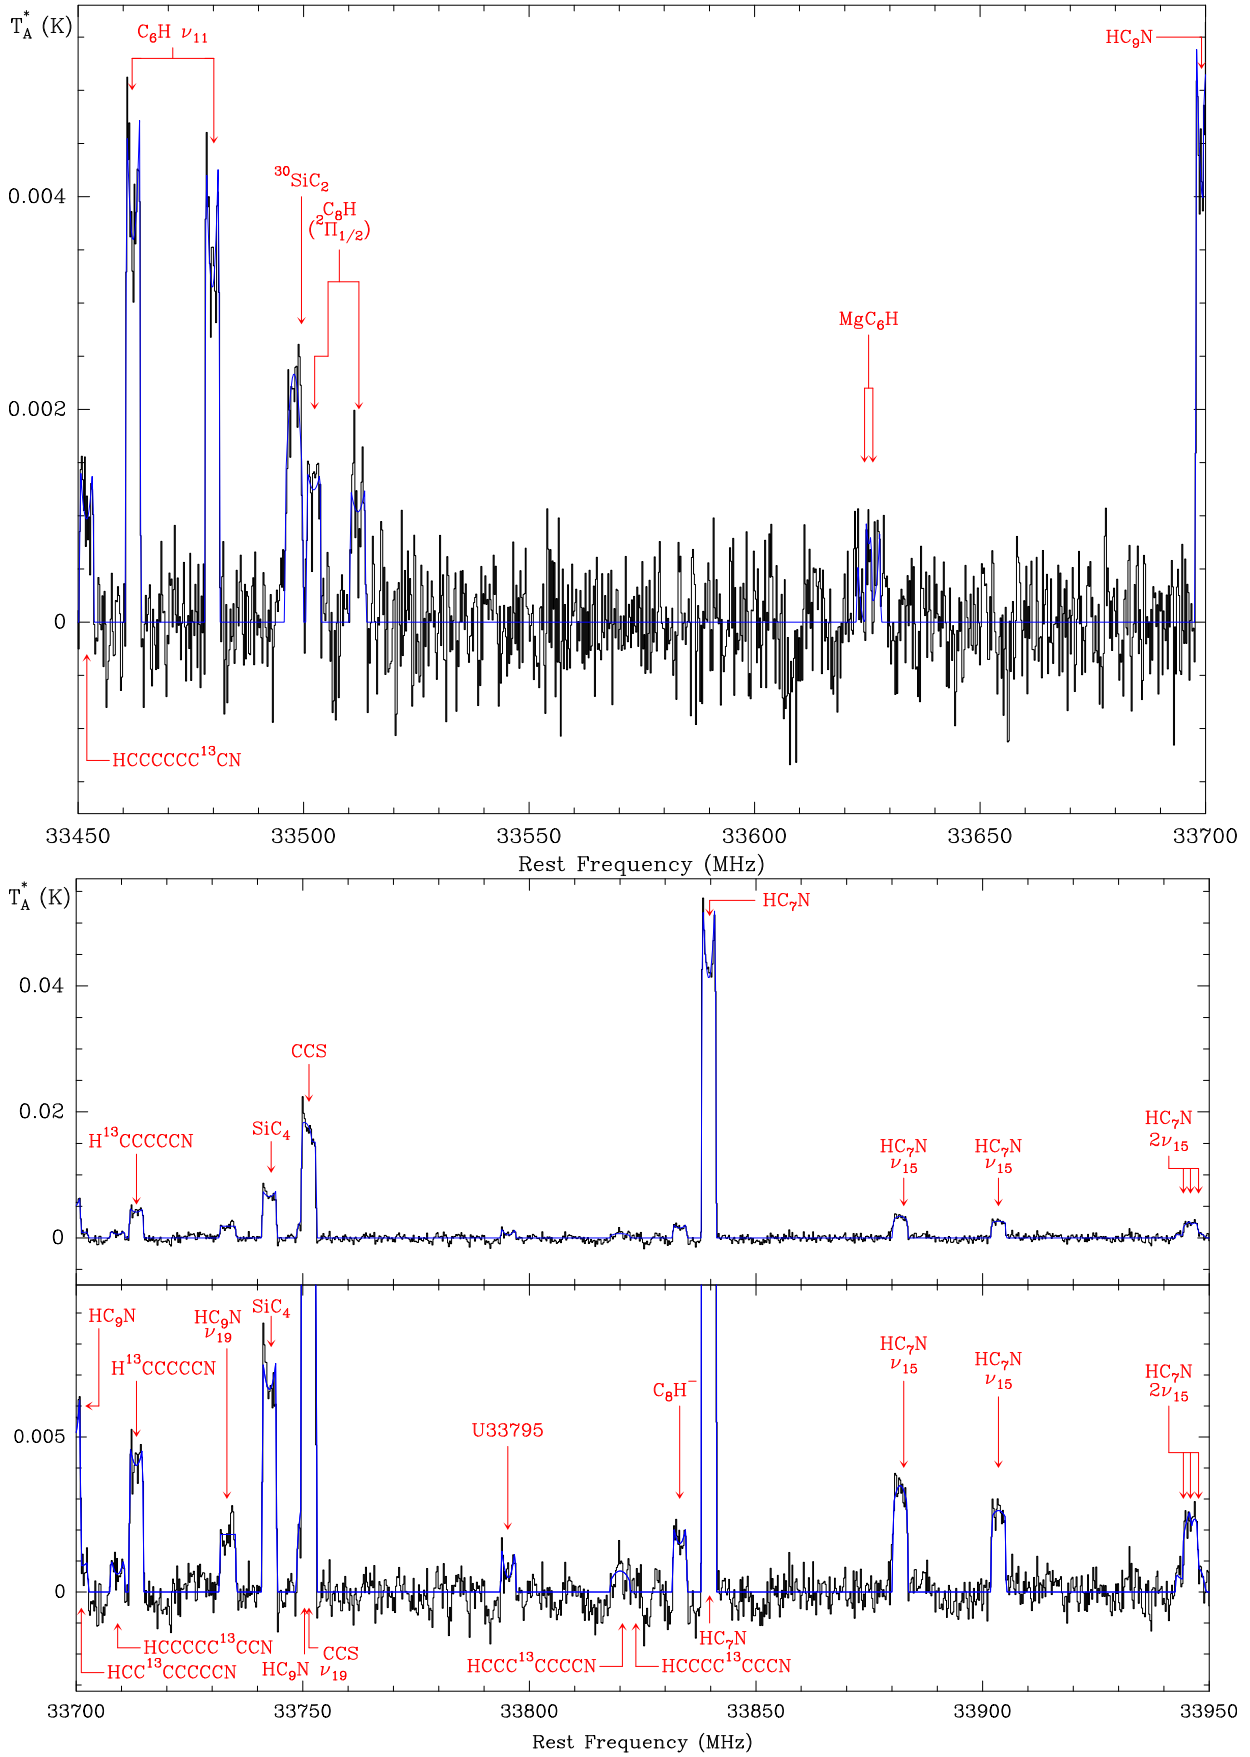 T*A (K)
C6H ν11
HC9N
30SiC2
C8H
(2Π1/2)
MgC6H
0.004
0.002
0
HCCCCCC13CN
33450 33500 33550 33600 33650 33700
Rest Frequency (MHz)
T*A (K)
HC7N
0.04
CCS
0.02
H13CCCCCN
SiC4
HC7N
ν15
HC7N
ν15
HC7N
2ν15
0
HC9N
HC9N
ν19
SiC4
H13CCCCCN
C8H−
U33795
HC7N
ν15
HC7N
ν15
HC7N
2ν15
0.005
0
HCCCCC13CCN
HCC13CCCCCN
HC9N
CCS
ν19
HCCC13CCCCN
HC7N
HCCCC13CCCN
33700 33750 33800 33850 33900 33950
Rest Frequency (MHz)